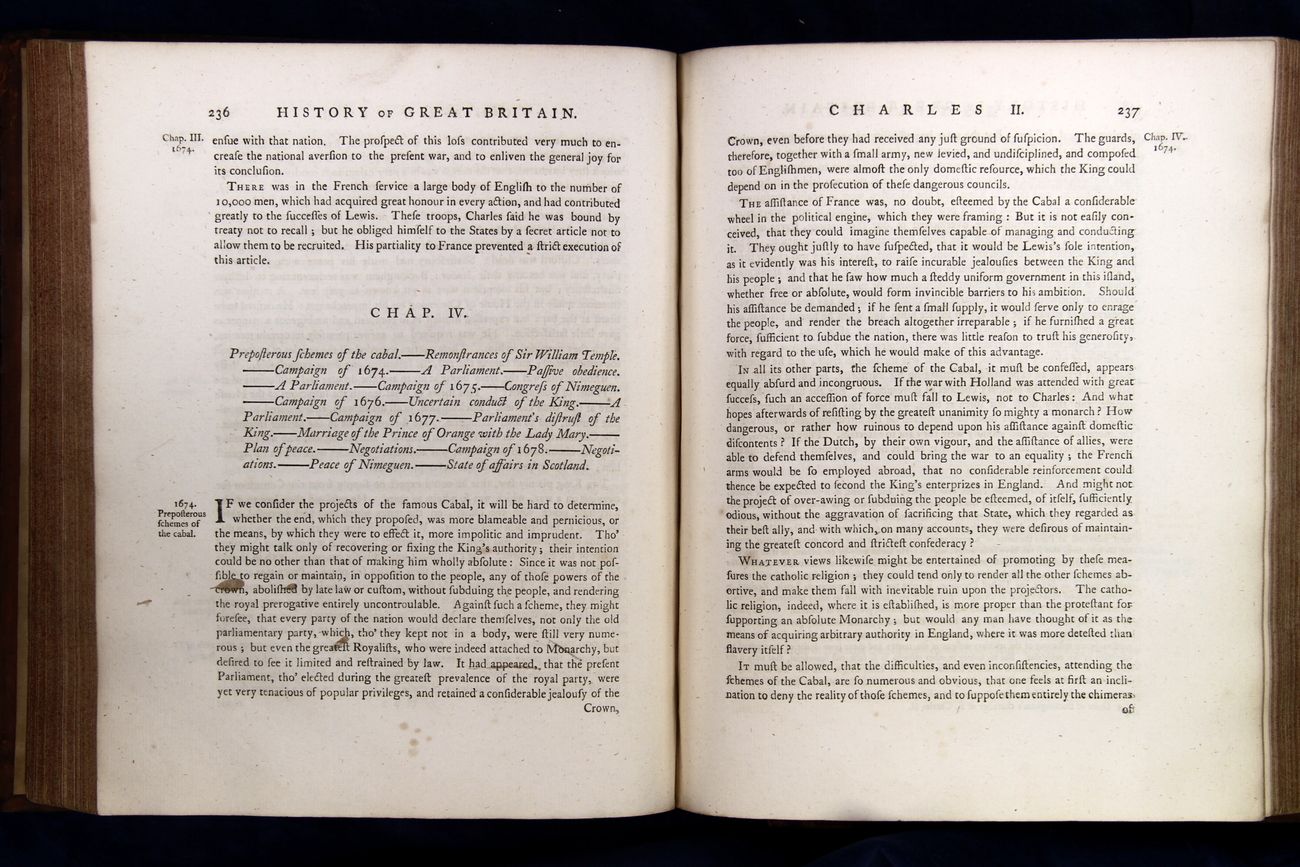 236 HISTORY OF GREAT BRITAIN.
Chap. III.
1674.
enſue with that nation. The proſpect of this loſs contributed very much to en-
creaſe the national averſion to the preſent war, and to enliven the general joy for
its concluſion.
THERE was in the French ſervice a large body of Engliſh to the number of
10,000 men, which had acquired great honour in every action, and had contributed
greatly to the ſucceſſes of Lewis. Theſe troops, Charles ſaid he was bound by
treaty not to recall ; but he obliged himſelf to the States by a ſecret article not to
allow them to be recruited. His partiality to France prevented a ſtrict execution of
this article.
CHAP. IV.
Prepoſterous ſchemes of the cabal.——Remonſtrances of Sir William Temple.
——Campaign of 1674.——A Parliament.——Paſſive obedience.
——A Parliament.——Campaign of 1675.——Congreſs of Nimeguen.
——Campaign of 1676.——Uncertain conduct of the King.——A
Parliament.——Campaign of 1677.——Parliament's diſtruſt of the
King.——Marriage of the Prince of Orange with the Lady Mary.——
Plan of peace.——Negotiations.——Campaign of 1678.——Negoti-
ations.——Peace of Nimeguen.——State of affairs in Scotland.
1674.
Prepoſterous
ſchemes of
the cabal.
IF we conſider the projects of the famous Cabal, it will be hard to determine,
whether the end, which they propoſed, was more blameable and pernicious, or
the means, by which they were to effect it, more impolitic and imprudent. Tho'
they might talk only of recovering or fixing the King's authority ; their intention
could be no other than that of making him wholly abſolute : Since it was not poſ-
ſible to regain or maintain, in oppoſition to the people, any of thoſe powers of the
crown, aboliſhed by late law or cuſtom, without ſubduing the people, and rendering
the royal prerogative entirely uncontroulable. Againſt ſuch a ſcheme, they might
foreſee, that every party of the nation would declare themſelves, not only the old
parliamentary party, which, tho' they kept not in a body, were ſtill very nume-
rous ; but even the greateſt Royaliſts, who were indeed attached to Monarchy, but
deſired to ſee it limited and reſtrained by law. It had appeared, that the preſent
Parliament, tho' elected during the greateſt prevalence of the royal party, were
yet very tenacious of popular privileges, and retained a conſiderable jealouſy of the
Crown,
CHARLES II. 237
Chap. IV.
1674.
Crown, even before they had received any juſt ground of ſuſpicion. The guards,
therefore, together with a ſmall army, new levied, and undiſciplined, and compoſed
too of Engliſhmen, were almoſt the only domeſtic reſource, which the King could
depend on in the proſecution of theſe dangerous councils.
THE aſſiſtance of France was, no doubt, eſteemed by the Cabal a conſiderable
wheel in the political engine, which they were framing : But it is not eaſily con-
ceived, that they could imagine themſelves capable of managing and conducting
it. They ought juſtly to have ſuſpected, that it would be Lewis's ſole intention,
as it evidently was his intereſt, to raiſe incurable jealouſies between the King and
his people ; and that he ſaw how much a ſteddy uniform government in this iſland,
whether free or abſolute, would form invincible barriers to his ambition. Should
his aſſiſtance be demanded ; if he ſent a ſmall ſupply, it would ſerve only to enrage
the people, and render the breach altogether irreparable ; if he furniſhed a great
force, ſufficient to ſubdue the nation, there was little reaſon to truſt his generoſity,
with regard to the uſe, which he would make of this advantage.
IN all its other parts, the ſcheme of the Cabal, it muſt be confeſſed, appears
equally abſurd and incongruous. If the war with Holland was attended with great
ſucceſs, ſuch an acceſſion of force muſt fall to Lewis, not to Charles : And what
hopes afterwards of reſiſting by the greateſt unanimity ſo mighty a monarch ? How
dangerous, or rather how ruinous to depend upon his aſſiſtance againſt domeſtic
diſcontents ? If the Dutch, by their own vigour, and the aſſiſtance of allies, were
able to defend themſelves, and could bring the war to an equality ; the French
arms would be ſo employed abroad, that no conſiderable reinforcement could
thence be expected to ſecond the King's enterprizes in England. And might not
the project of over-awing or ſubduing the people be eſteemed, of itſelf, ſufficiently
odious, without the aggravation of ſacrificing that State, which they regarded as
their beſt ally, and with which, on many accounts, they were deſirous of maintain-
ing the greateſt concord and ſtricteſt confederacy ?
WHATEVER views likewiſe might be entertained of promoting by theſe mea-
ſures the catholic religion ; they could tend only to render all the other ſchemes ab-
ortive, and make them fall with inevitable ruin upon the projectors. The catho-
lic religion, indeed, where it is eſtabliſhed, is more proper than the proteſtant for
ſupporting an abſolute Monarchy ; but would any man have thought of it as the
means of acquiring arbitrary authority in England, where it was more deteſted than
ſlavery itſelf ?
IT muſt be allowed, that the difficulties, and even inconſiſtencies, attending the
ſchemes of the Cabal, are ſo numerous and obvious, that one feels at firſt an incli-
nation to deny the reality of thoſe ſchemes, and to ſuppoſe them entirely the chimeras
of